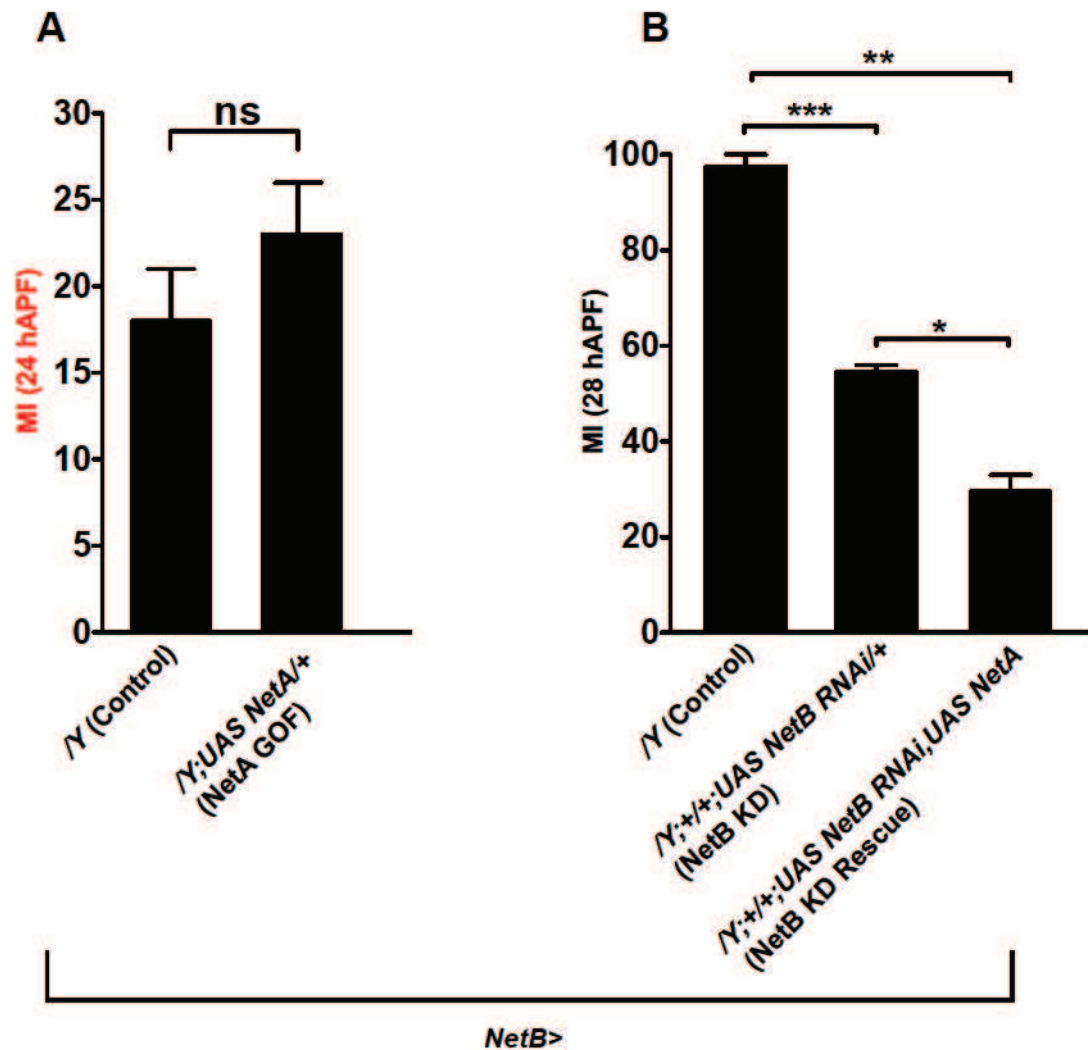 A
ns
30
25
20
15
10
5
0
MI (24 hAPF)
/Y (Control)
/Y;UAS NetA/+
(NetA GOF)
B
**
***
*
100
80
60
40
20
0
MI (28 hAPF)
/Y (Control)
/Y;+/+;UAS NetB RNAi/+
(NetB KD)
/Y;+/+;UAS NetB RNAi,UAS NetA
(NetB KD Rescue)
NetB>